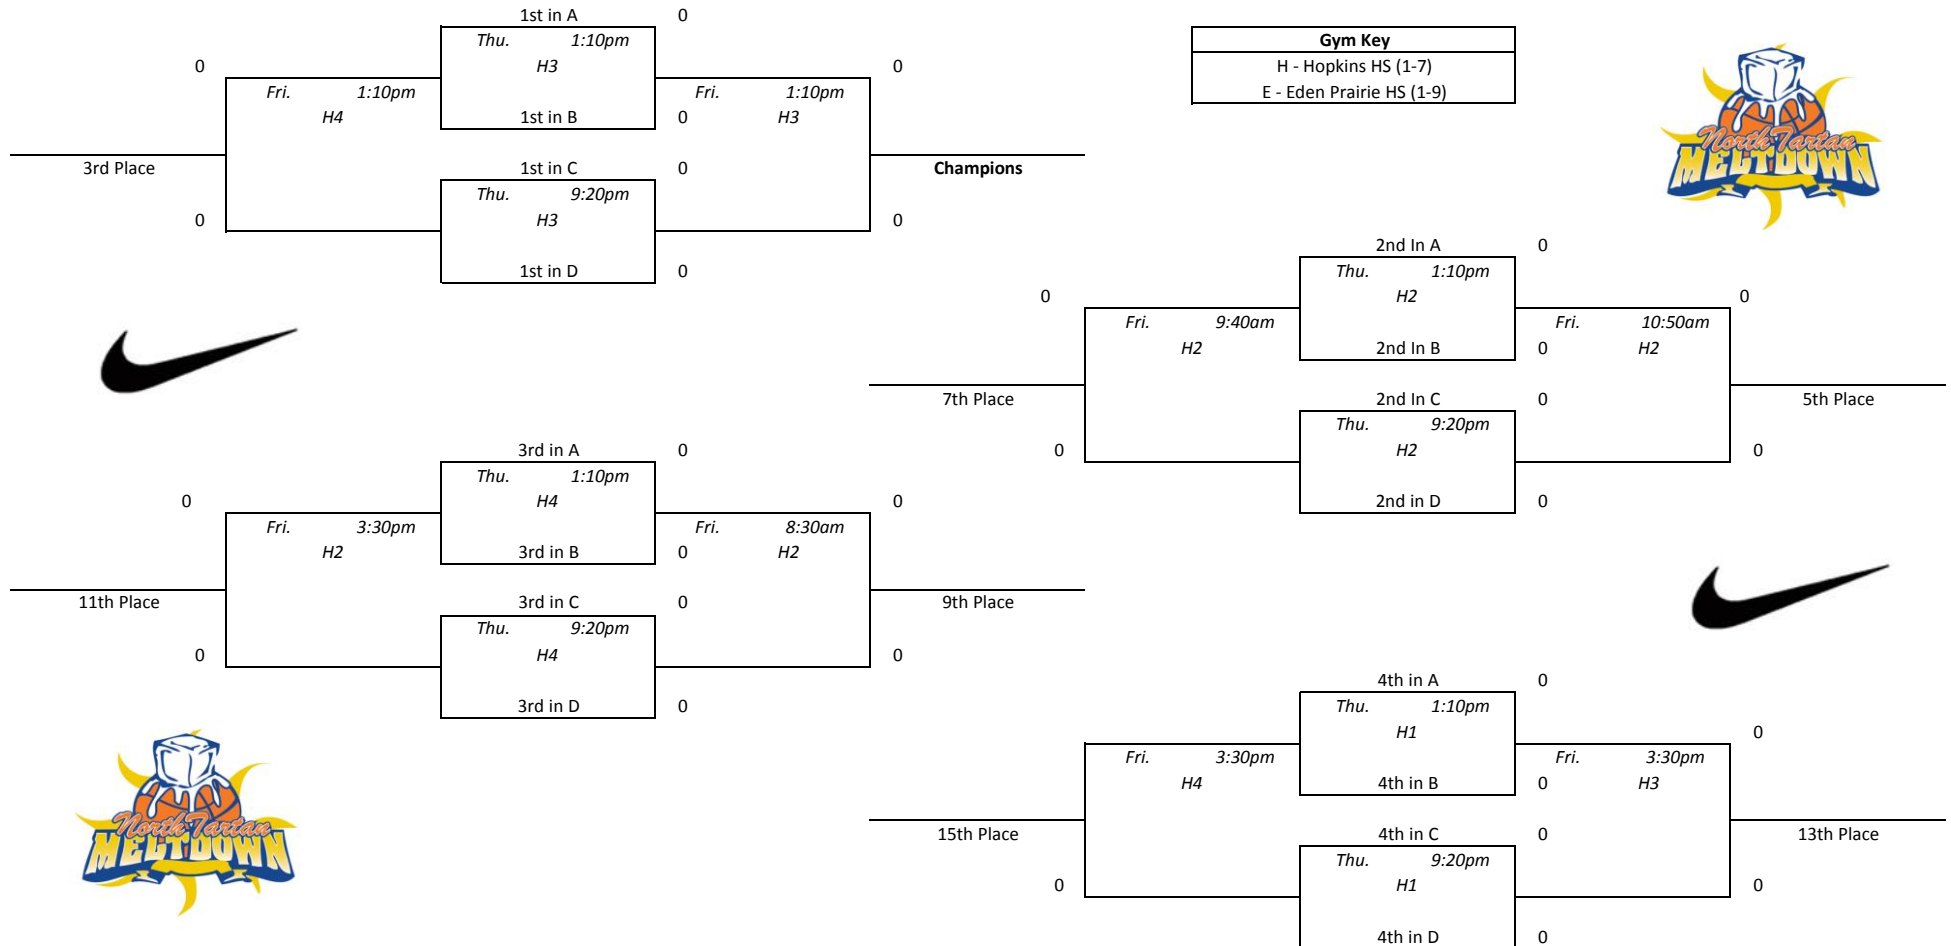 1st in A 0
Thu. 1:10pm
Gym Key
0 H3 0
H - Hopkins HS (1-7)
Fri. 1:10pm Fri. 1:10pm
E - Eden Prairie HS (1-9)
H4 1st in B 0 H3
North Tartan
MELTDOWN
3rd Place 1st in C 0 Champions
Thu. 9:20pm
0 H3 0
1st in D 0
2nd In A 0
Thu. 1:10pm
0 H2 0
Fri. 9:40am Fri. 10:50am
H2 2nd In B 0 H2
7th Place 2nd In C 0 5th Place
Thu. 9:20pm
0 H2 0
2nd in D 0
3rd in A 0
Thu. 1:10pm
0 H4 0
Fri. 3:30pm Fri. 8:30am
H2 3rd in B 0 H2
11th Place 3rd in C 0 9th Place
Thu. 9:20pm
0 H4 0
3rd in D 0
4th in A 0
Thu. 1:10pm
H1 0
Fri. 3:30pm Fri. 3:30pm
H4 4th in B 0 H3
15th Place 4th in C 0 13th Place
Thu. 9:20pm
0 H1 0
4th in D 0
North Tartan
MELTDOWN